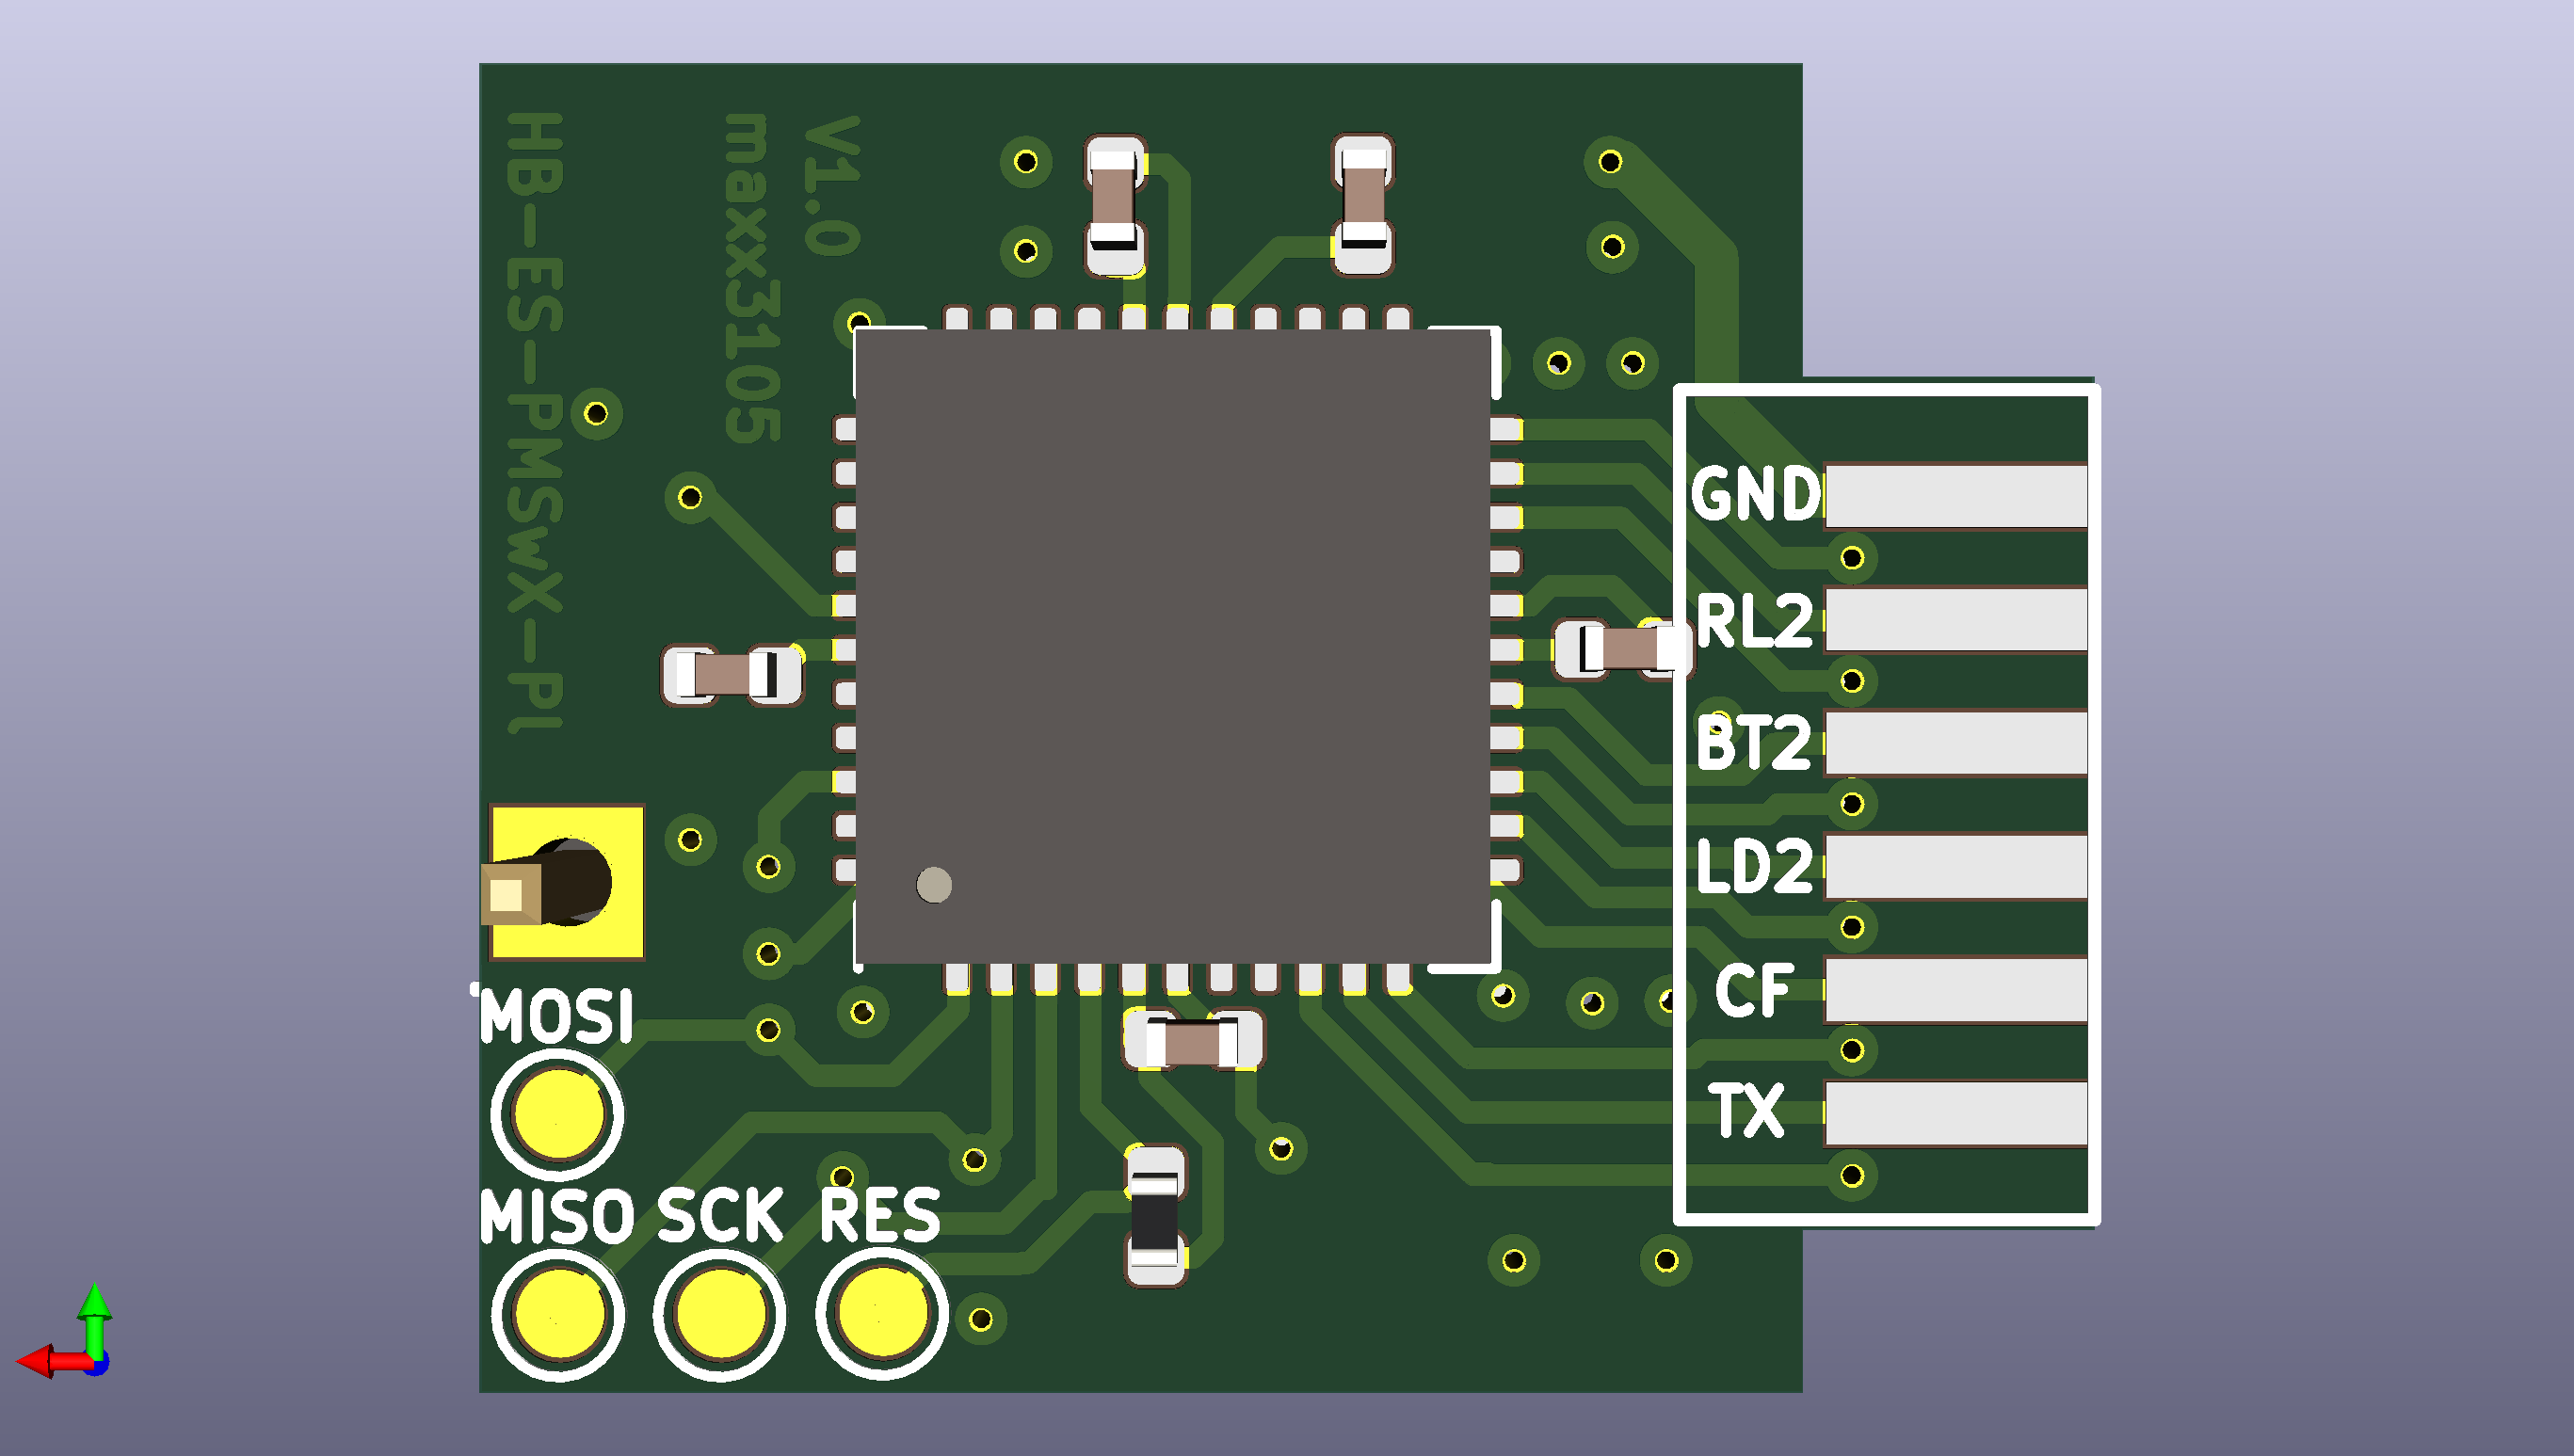 HB-ES-PMSwX-Pl
maxx3105
V1.0
GND
RL2
BT2
LD2
CF
TX
MOSI
MISO
SCK
RES